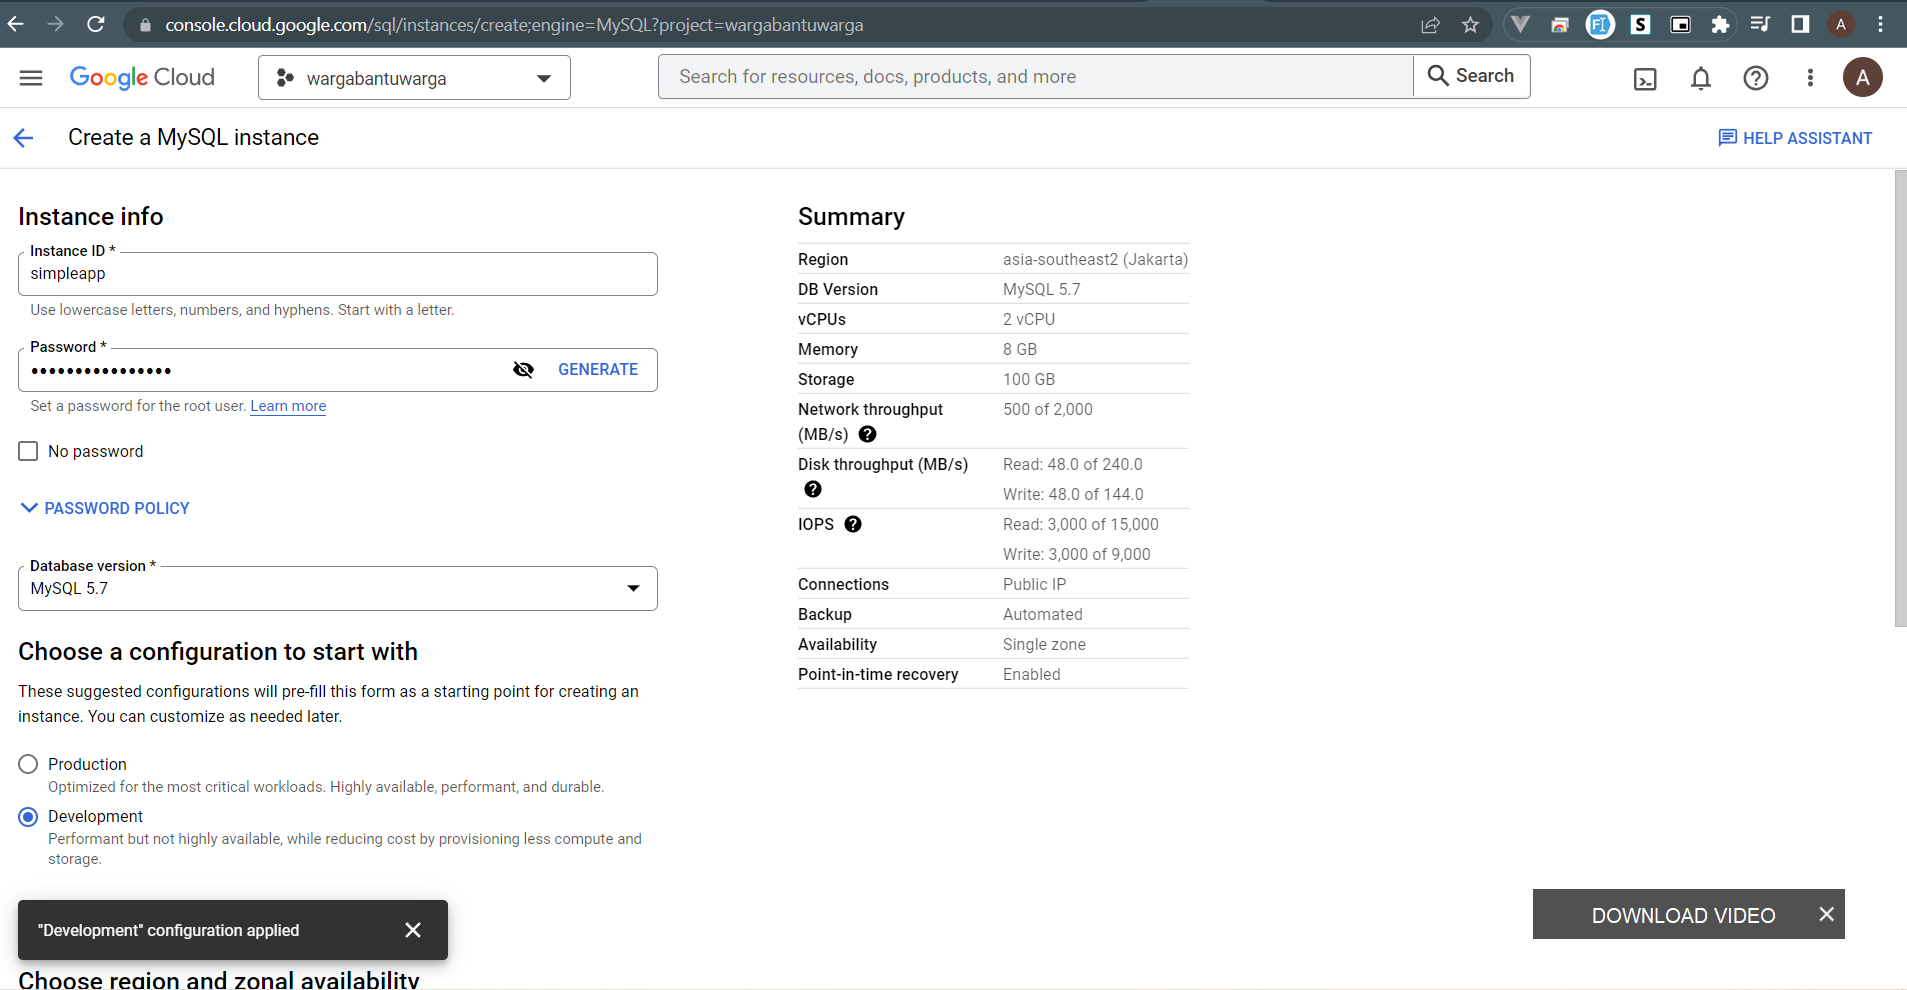 console.cloud.google.com/sql/instances/create;engine=MySQL?project=wargabantuwarga
Google Cloud
wargabantuwarga
Search for resources, docs, products, and more
Search
A
A
Create a MySQL instance
HELP ASSISTANT
Instance info
Instance ID *
simpleapp
Use lowercase letters, numbers, and hyphens. Start with a letter.
Password *
••••••••••••••••
GENERATE
Set a password for the root user. Learn more
No password
PASSWORD POLICY
Database version *
MySQL 5.7
Choose a configuration to start with
These suggested configurations will pre-fill this form as a starting point for creating an
instance. You can customize as needed later.
Production
Optimized for the most critical workloads. Highly available, performant, and durable.
Development
Performant but not highly available, while reducing cost by provisioning less compute and
storage.
"Development" configuration applied
Choose region and zonal availability
Summary
Region asia-southeast2 (Jakarta)
DB Version MySQL 5.7
vCPUs 2 vCPU
Memory 8 GB
Storage 100 GB
Network throughput 500 of 2,000
(MB/s)
Disk throughput (MB/s) Read: 48.0 of 240.0
Write: 48.0 of 144.0
IOPS Read: 3,000 of 15,000
Write: 3,000 of 9,000
Connections Public IP
Backup Automated
Availability Single zone
Point-in-time recovery Enabled
DOWNLOAD VIDEO